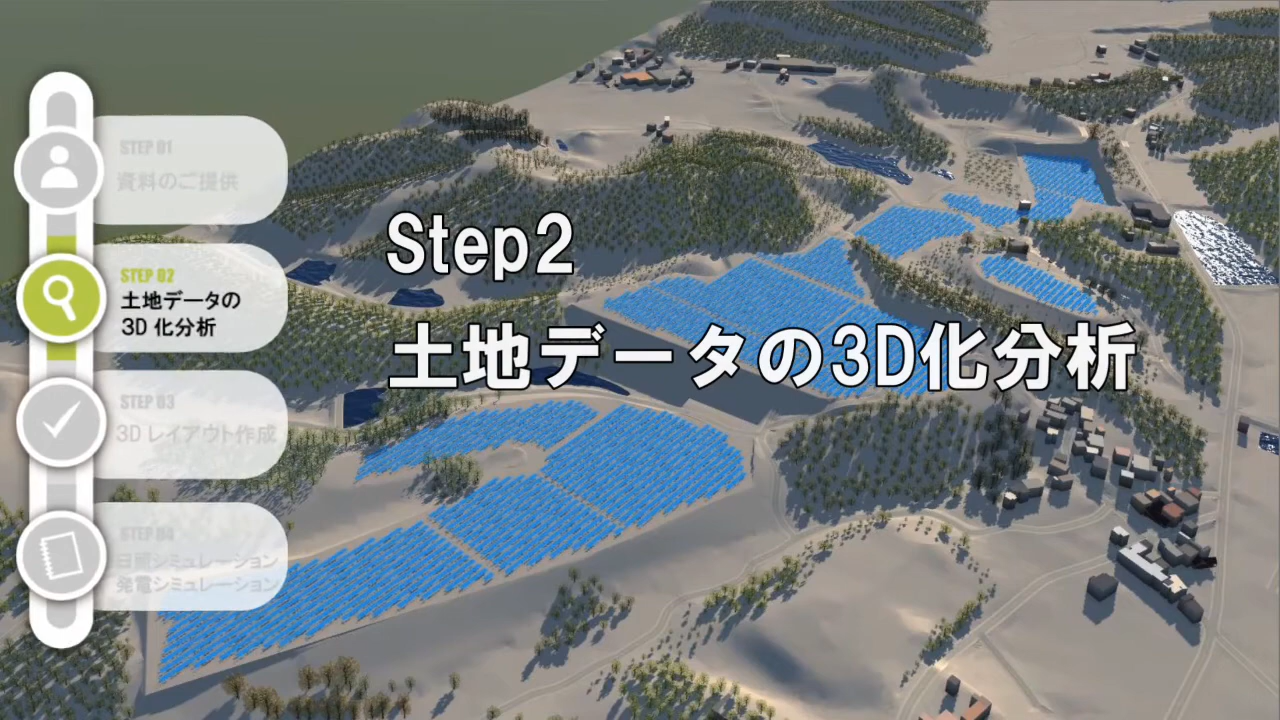 STEP 01
資料のご提供
STEP 02
土地データの
3D 化分析
STEP 03
3D レイアウト作成
STEP 04
日照シミュレーション
発電シミュレーション
Step2
土地データの3D化分析